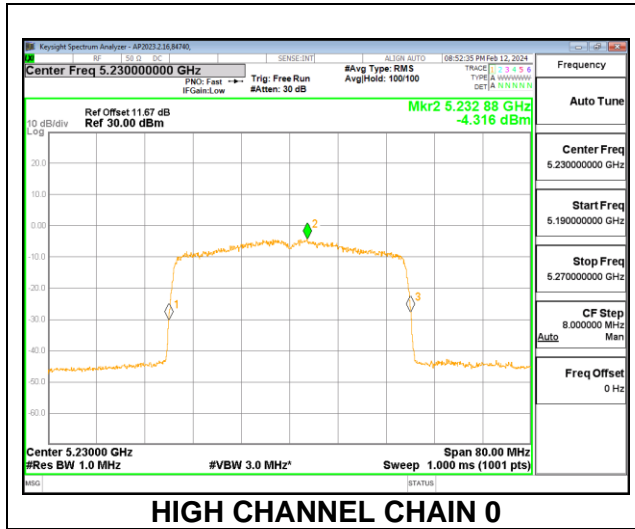 Keysight Spectrum Analyzer - AP2023.2.16,84740,
RF 50 Ω DC SENSE:INT ALIGN AUTO 08:52:35 PM Feb 12, 2024
Center Freq 5.230000000 GHz
PNO: Fast
IFGain:Low
Trig: Free Run
#Atten: 30 dB
#Avg Type: RMS
Avg|Hold: 100/100
TRACE 1 2 3 4 5 6
TYPE A WWWWW
DET A NNNNN
Frequency
Auto Tune
Center Freq
5.230000000 GHz
Start Freq
5.190000000 GHz
Stop Freq
5.270000000 GHz
CF Step
8.000000 MHz
Auto Man
Freq Offset
0 Hz
Ref Offset 11.67 dB
10 dB/div Ref 30.00 dBm
Log
Mkr2 5.232 88 GHz
-4.316 dBm
20.0
10.0
0.00
-10.0
-20.0
-30.0
-40.0
-50.0
-60.0
1
2
3
Center 5.23000 GHz Span 80.00 MHz
#Res BW 1.0 MHz #VBW 3.0 MHz* Sweep 1.000 ms (1001 pts)
MSG STATUS
HIGH CHANNEL CHAIN 0